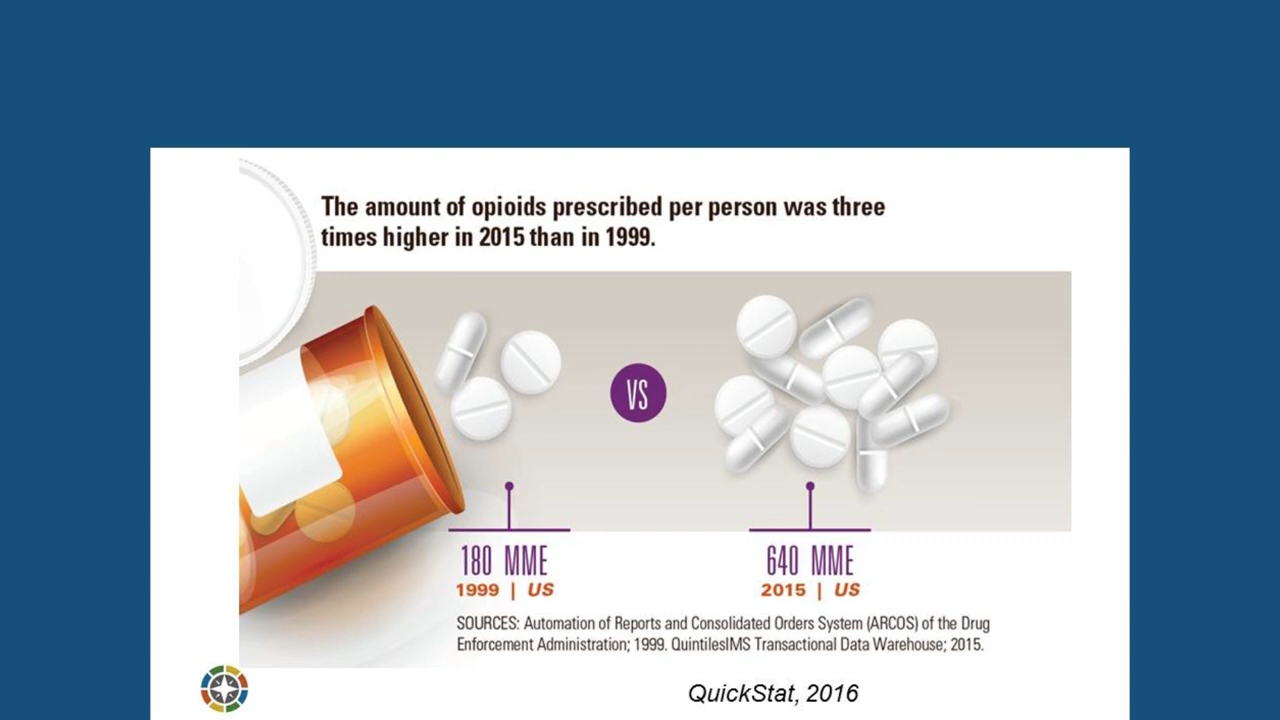 The amount of opioids prescribed per person was three
times higher in 2015 than in 1999.
VS
180 MME
1999 | US
640 MME
2015 | US
SOURCES: Automation of Reports and Consolidated Orders System (ARCOS) of the Drug
Enforcement Administration; 1999. QuintilesIMS Transactional Data Warehouse; 2015.
QuickStat, 2016